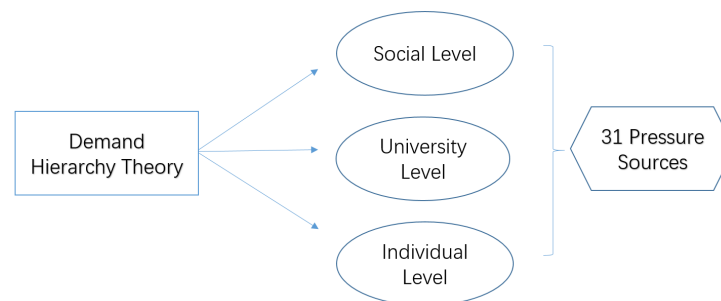 Social Level
Demand
Hierarchy Theory
University
Level
31 Pressure
Sources
Individual
Level